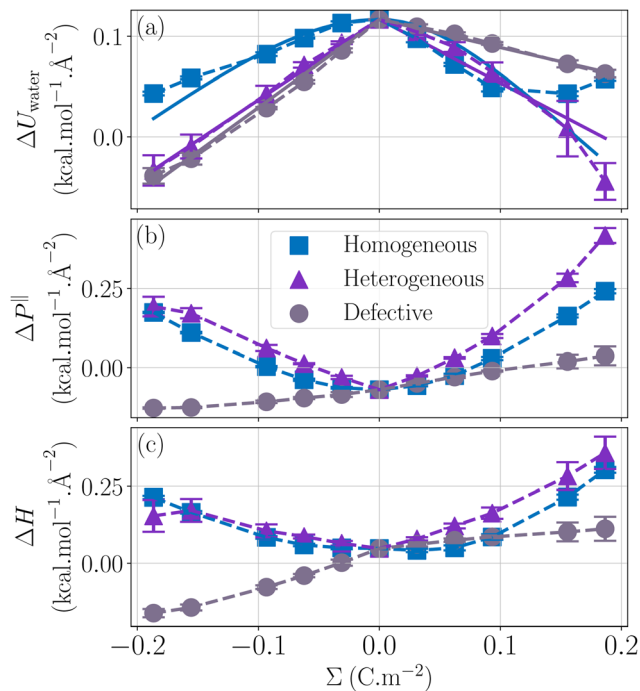 (a)
0.1
0.0
ΔU_water
(kcal.mol⁻¹.Å⁻²)
(b)
Homogeneous
Heterogeneous
Defective
0.25
0.00
ΔP^∥
(kcal.mol⁻¹.Å⁻²)
(c)
0.25
0.00
ΔH
(kcal.mol⁻¹.Å⁻²)
−0.2 −0.1 0.0 0.1 0.2
Σ (C.m⁻²)